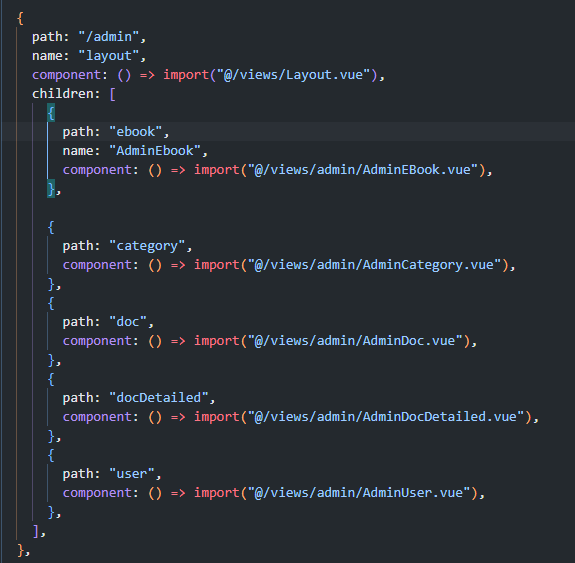 {
path: "/admin",
name: "layout",
component: () => import("@/views/Layout.vue"),
children: [
{
path: "ebook",
name: "AdminEbook",
component: () => import("@/views/admin/AdminEBook.vue"),
},
{
path: "category",
component: () => import("@/views/admin/AdminCategory.vue"),
},
{
path: "doc",
component: () => import("@/views/admin/AdminDoc.vue"),
},
{
path: "docDetailed",
component: () => import("@/views/admin/AdminDocDetailed.vue"),
},
{
path: "user",
component: () => import("@/views/admin/AdminUser.vue"),
},
],
},